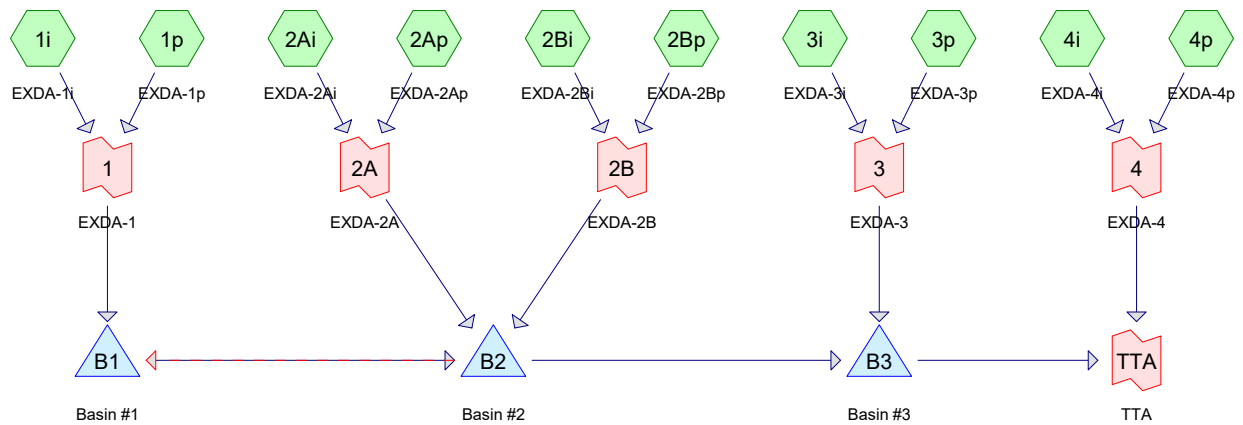 1i 1p 2Ai 2Ap 2Bi 2Bp 3i 3p 4i 4p
EXDA-1i EXDA-1p EXDA-2Ai EXDA-2Ap EXDA-2Bi EXDA-2Bp EXDA-3i EXDA-3p EXDA-4i EXDA-4p
1 2A 2B 3 4
EXDA-1 EXDA-2A EXDA-2B EXDA-3 EXDA-4
B1 B2 B3 TTA
Basin #1 Basin #2 Basin #3 TTA